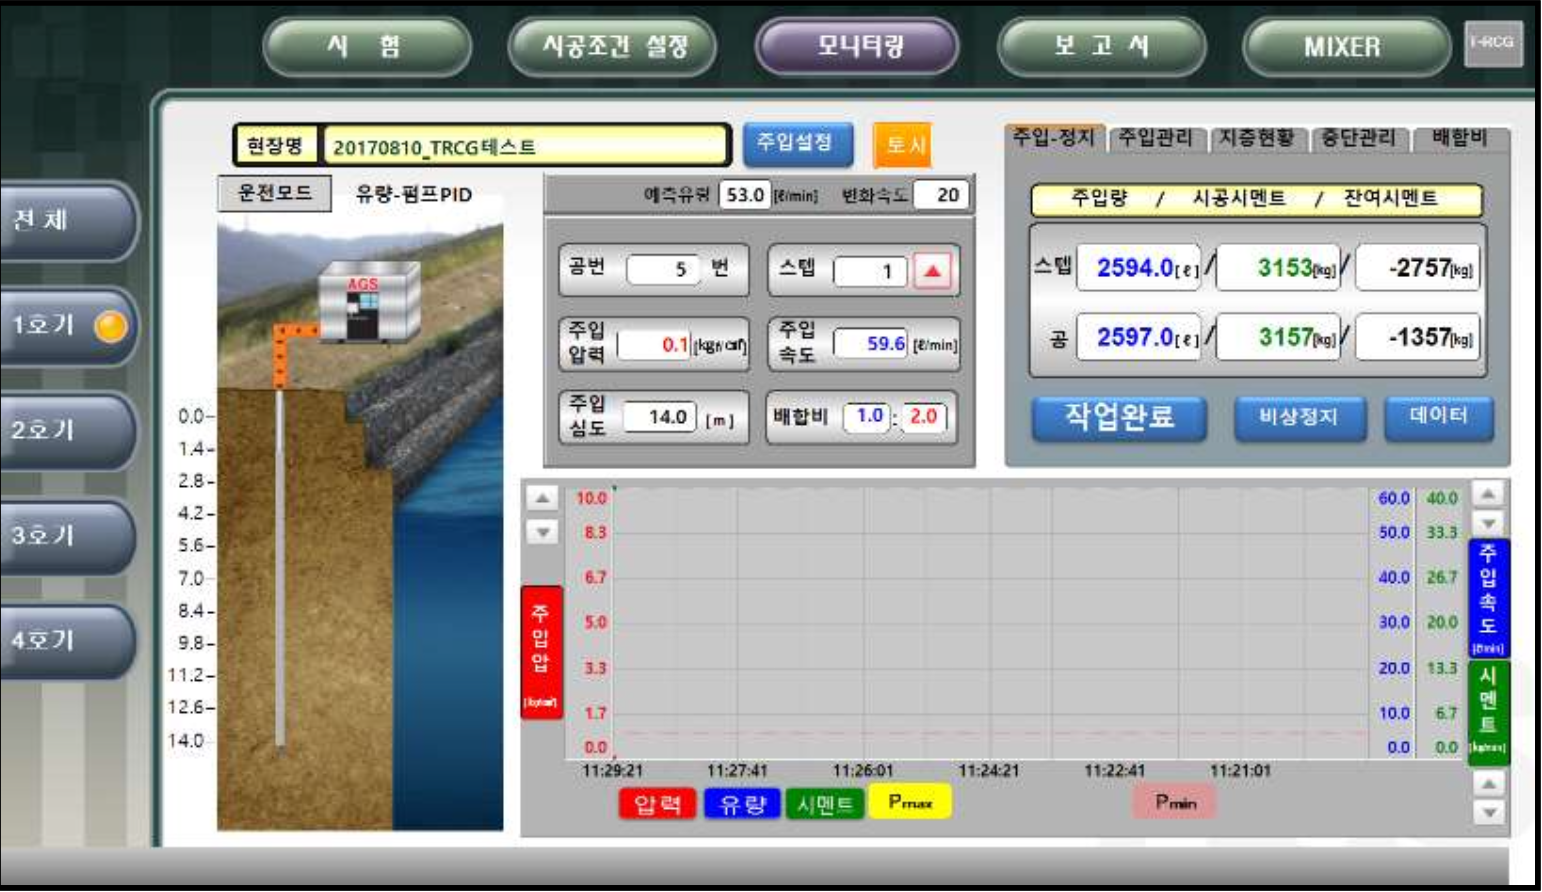 시 험 시공조건 설정 모니터링 보 고 서 MIXER T-RCG
현장명 20170810_TRCG테스트 주입설정 토시
운전모드 유량-펌프PID
전 체
1호기
2호기
3호기
4호기
AGS
0.0
1.4
2.8
4.2
5.6
7.0
8.4
9.8
11.2
12.6
14.0
예측유량 53.0 [ℓ/min] 변화속도 20
공번 5 번 스텝 1
주입압력 0.1 [kgf/㎠] 주입속도 59.6 [ℓ/min]
주입심도 14.0 [m] 배합비 1.0 : 2.0
주입-정지 주입관리 지층현황 중단관리 배합비
주입량 / 시공시멘트 / 잔여시멘트
스텝 2594.0[ℓ] / 3153[kg] / -2757[kg]
공 2597.0[ℓ] / 3157[kg] / -1357[kg]
작업완료 비상정지 데이터
주입압
10.0
8.3
6.7
5.0
3.3
1.7
0.0
60.0 40.0
50.0 33.3
40.0 26.7
30.0 20.0
20.0 13.3
10.0 6.7
0.0 0.0
주입속도 [ℓ/min]
시멘트
11:29:21 11:27:41 11:26:01 11:24:21 11:22:41 11:21:01
압력 유량 시멘트 Pmax Pmin